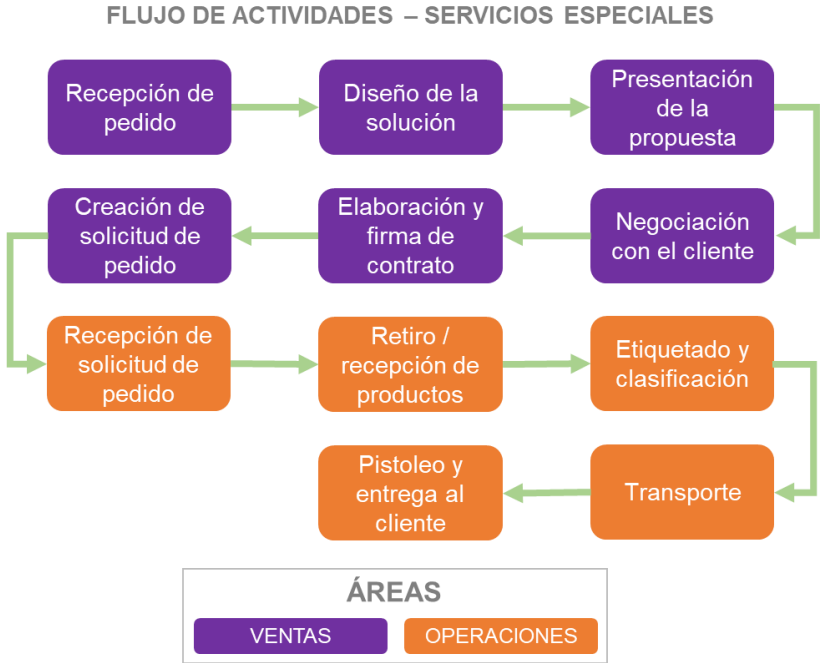 FLUJO DE ACTIVIDADES – SERVICIOS ESPECIALES
Recepción de
pedido
Diseño de la
solución
Presentación
de la
propuesta
Negociación
con el cliente
Elaboración y
firma de
contrato
Creación de
solicitud de
pedido
Recepción de
solicitud de
pedido
Retiro /
recepción de
productos
Etiquetado y
clasificación
Transporte
Pistoleo y
entrega al
cliente
ÁREAS
VENTAS
OPERACIONES